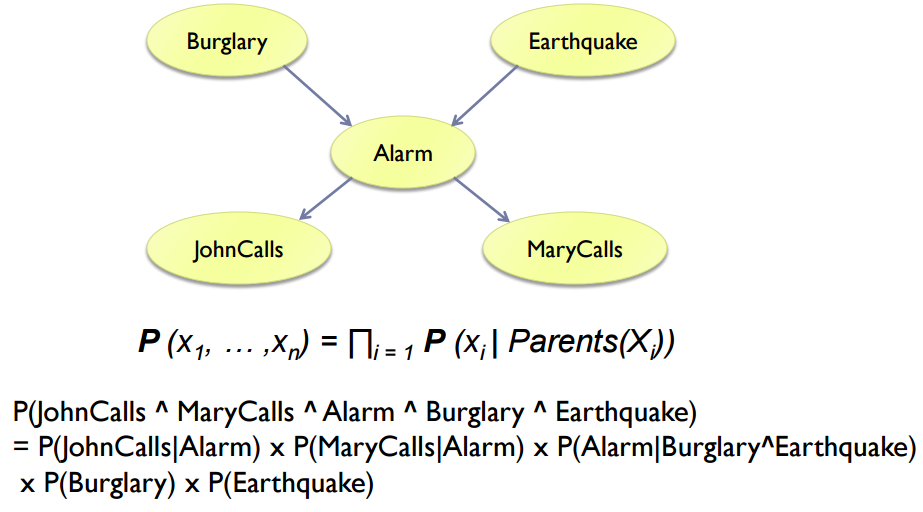 Burglary
Earthquake
Alarm
JohnCalls
MaryCalls
P (x1, … ,xn) = ∏i = 1 P (xi | Parents(Xi))
P(JohnCalls ^ MaryCalls ^ Alarm ^ Burglary ^ Earthquake)
= P(JohnCalls|Alarm) x P(MaryCalls|Alarm) x P(Alarm|Burglary^Earthquake)
x P(Burglary) x P(Earthquake)